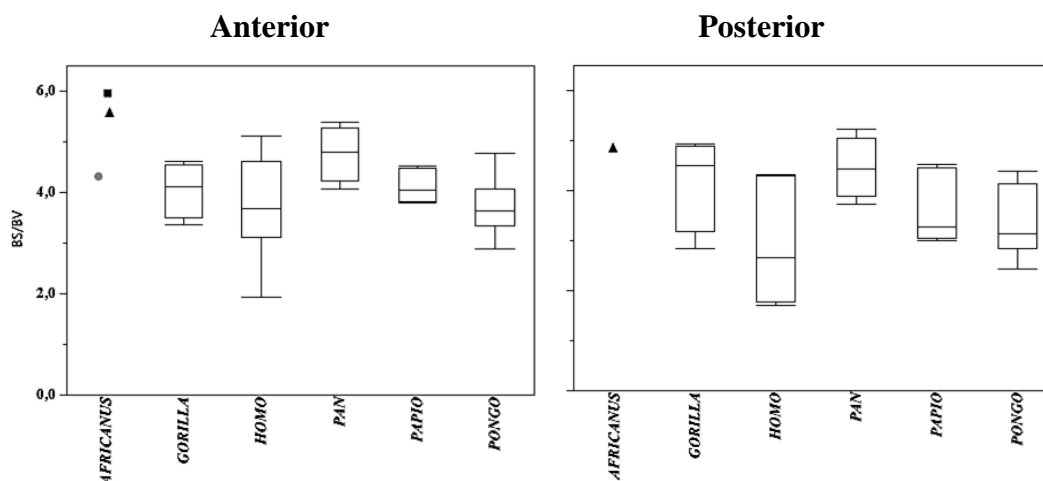 Anterior
Posterior
BS/BV
6,0
4,0
2,0
0,0
AFRICANUS
GORILLA
HOMO
PAN
PAPIO
PONGO
AFRICANUS
GORILLA
HOMO
PAN
PAPIO
PONGO